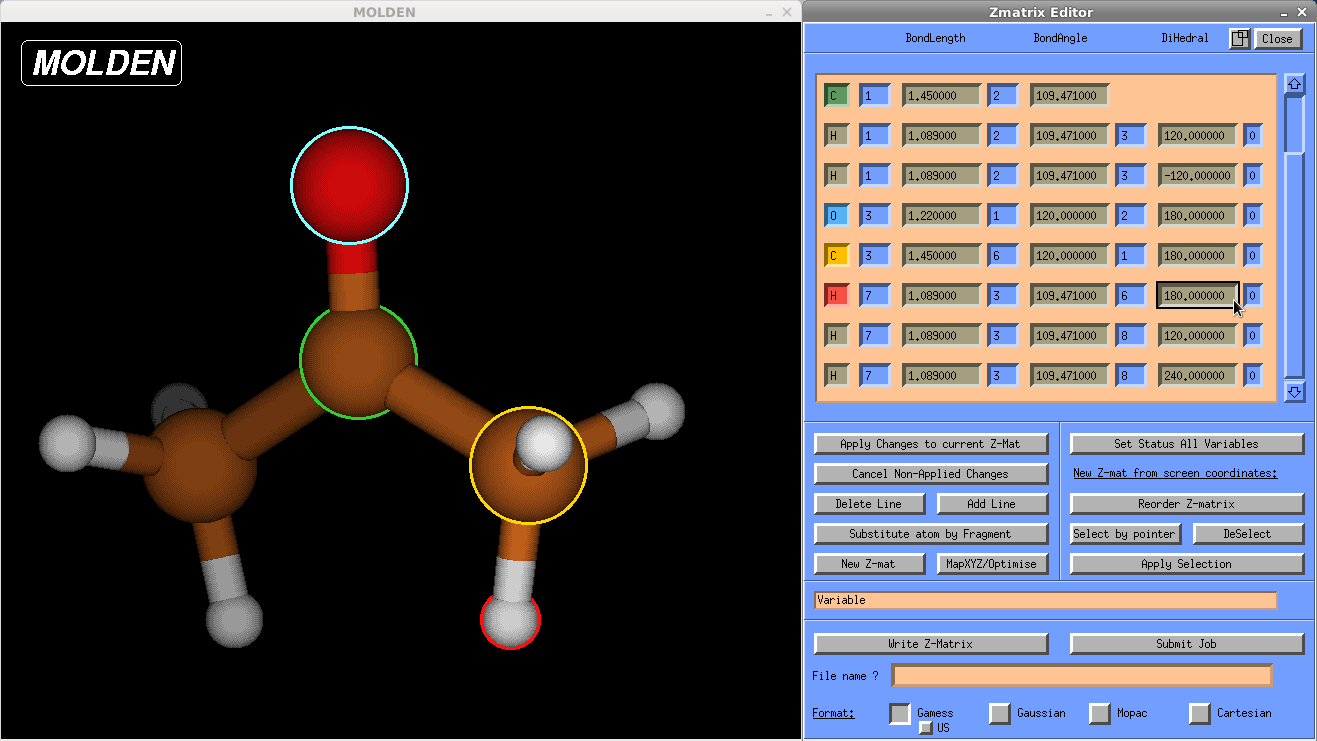 MOLDEN
MOLDEN
Zmatrix Editor
BondLength BondAngle DiHedral Close
C 1 1.450000 2 109.471000
H 1 1.089000 2 109.471000 3 120.000000 0
H 1 1.089000 2 109.471000 3 -120.000000 0
O 3 1.220000 1 120.000000 2 180.000000 0
C 3 1.450000 6 120.000000 1 180.000000 0
H 7 1.089000 3 109.471000 6 180.000000 0
H 7 1.089000 3 109.471000 8 120.000000 0
H 7 1.089000 3 109.471000 8 240.000000 0
Apply Changes to current Z-Mat Set Status All Variables
Cancel Non-Applied Changes New Z-mat from screen coordinates:
Delete Line Add Line Reorder Z-matrix
Substitute atom by Fragment Select by pointer DeSelect
New Z-mat MapXYZ/Optimise Apply Selection
Variable
Write Z-Matrix Submit Job
File name ?
Format: Gamess Gaussian Mopac Cartesian
US